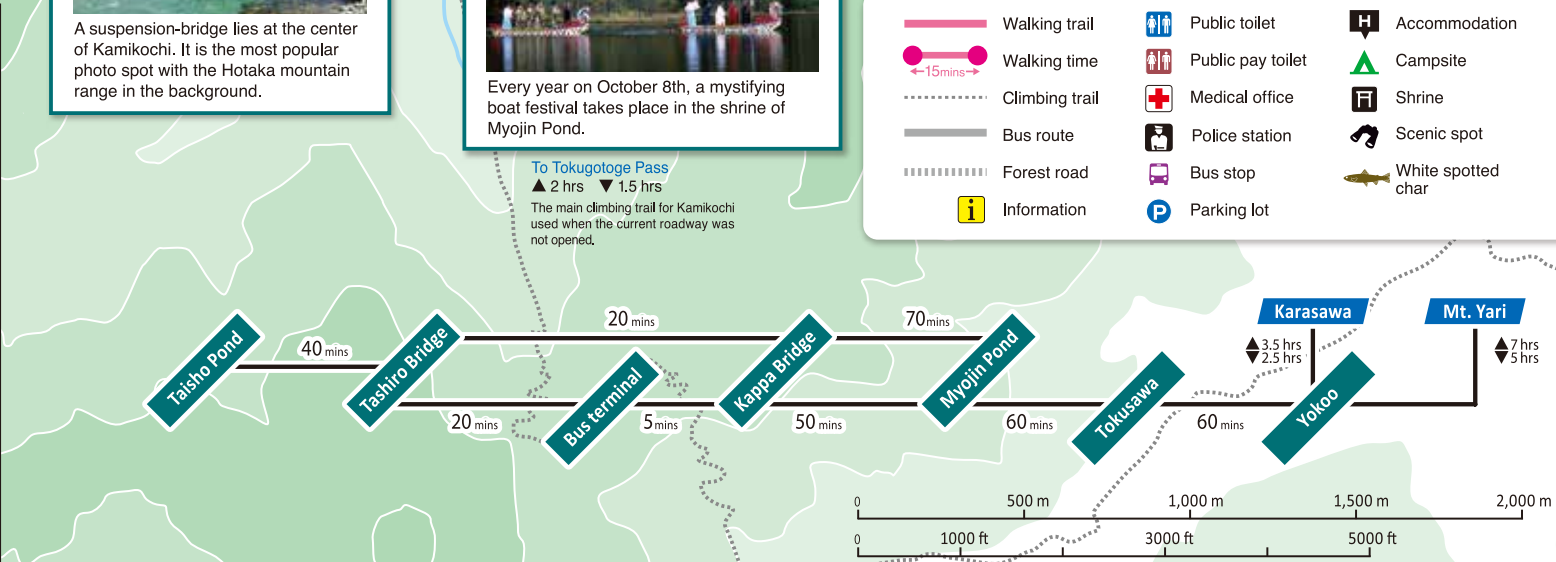 A suspension-bridge lies at the center
of Kamikochi. It is the most popular
photo spot with the Hotaka mountain
range in the background.
Every year on October 8th, a mystifying
boat festival takes place in the shrine of
Myojin Pond.
To Tokugotoge Pass
▲ 2 hrs ▼ 1.5 hrs
The main climbing trail for Kamikochi
used when the current roadway was
not opened.
Walking trail
Walking time
←15mins→
Climbing trail
Bus route
Forest road
i Information
Public toilet
Public pay toilet
Medical office
Police station
Bus stop
P Parking lot
H Accommodation
Campsite
Shrine
Scenic spot
White spotted
char
Taisho Pond
40 mins
Tashiro Bridge
20 mins
20 mins
Bus terminal
5 mins
Kappa Bridge
70 mins
50 mins
Myojin Pond
60 mins
Tokusawa
60 mins
Yokoo
Karasawa
▲ 3.5 hrs
▼ 2.5 hrs
Mt. Yari
▲ 7 hrs
▼ 5 hrs
0 500 m 1,000 m 1,500 m 2,000 m
0 1000 ft 3000 ft 5000 ft